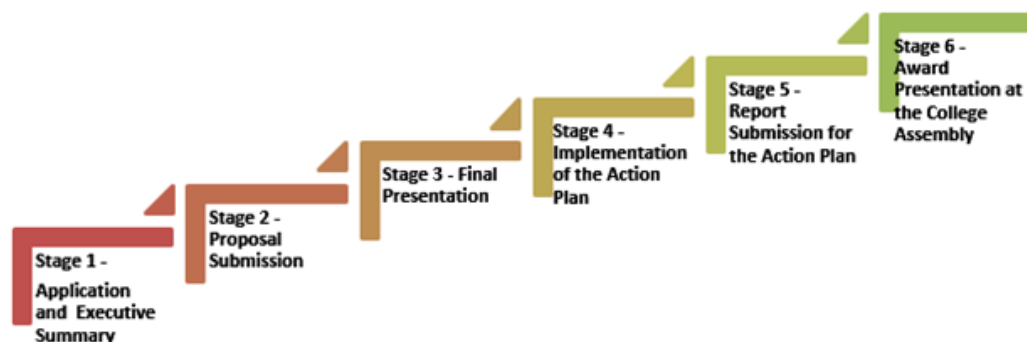 Stage 1 -
Application
and Executive
Summary
Stage 2 -
Proposal
Submission
Stage 3 - Final
Presentation
Stage 4 -
Implementation
of the Action
Plan
Stage 5 -
Report
Submission for
the Action Plan
Stage 6 -
Award
Presentation at
the College
Assembly